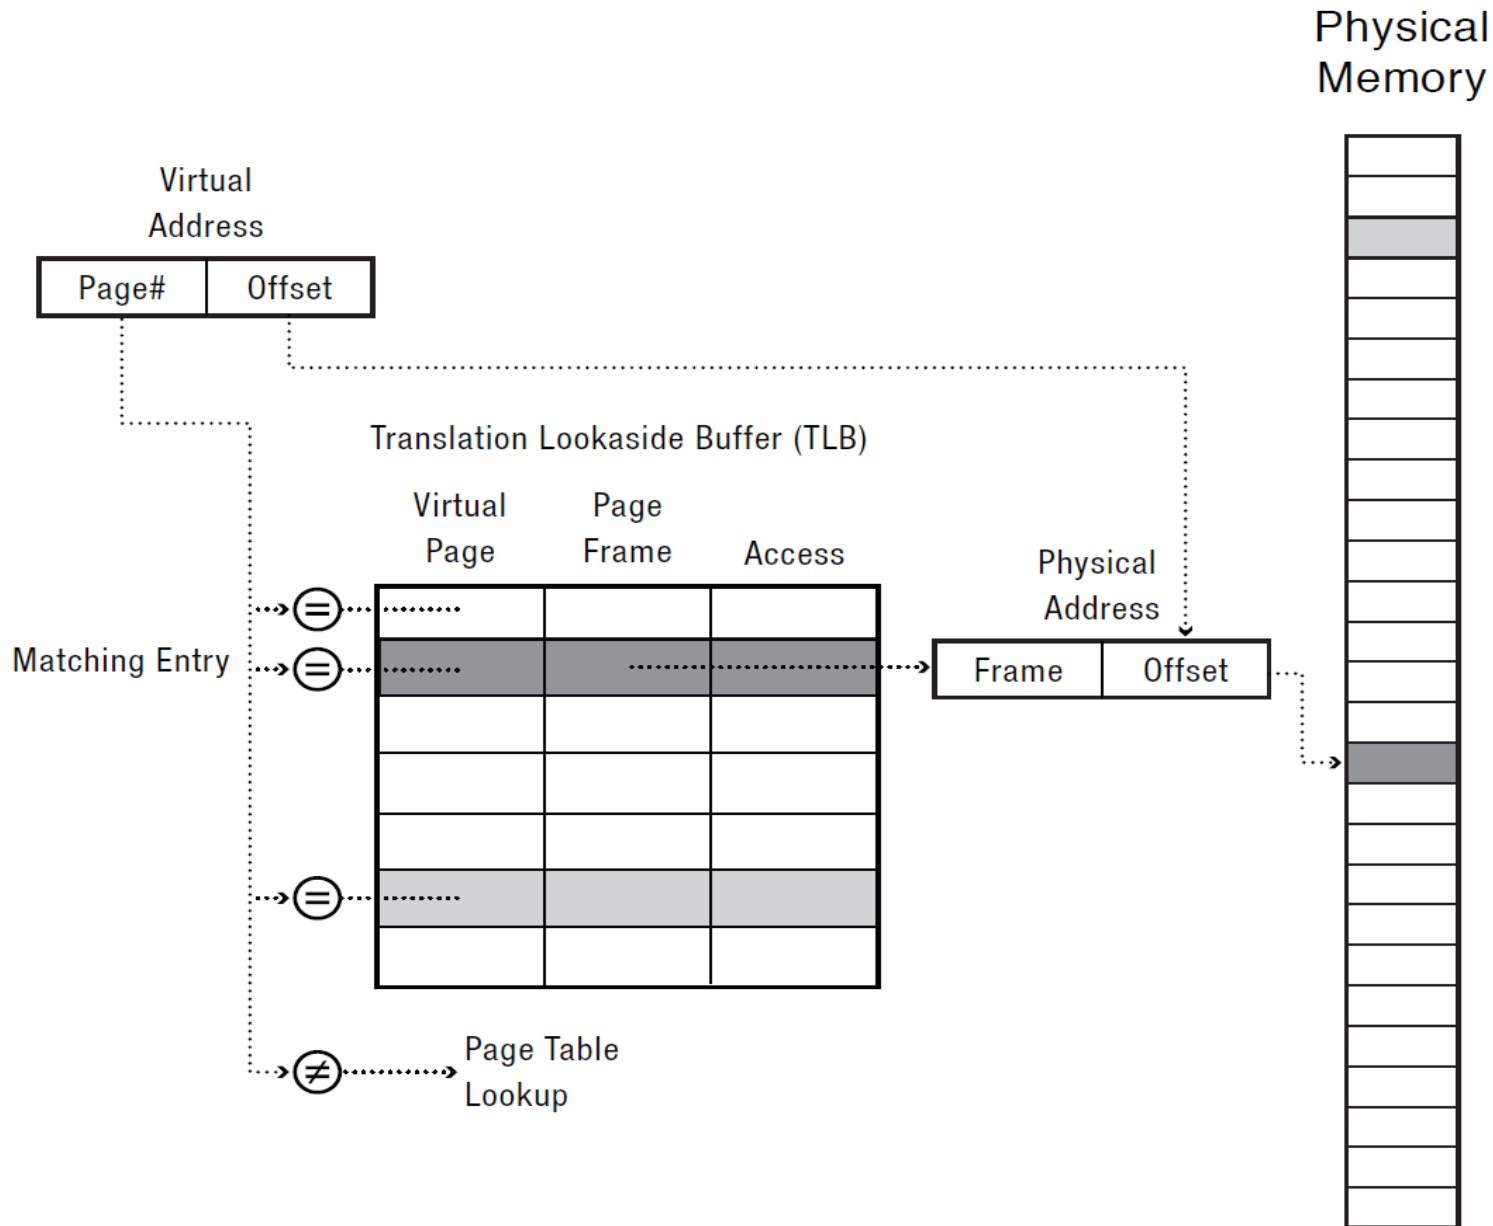 Physical
Memory
Virtual
Address
Page#
Offset
Translation Lookaside Buffer (TLB)
Virtual
Page
Page
Frame
Access
Physical
Address
=
Matching Entry
=
Frame
Offset
=
≠
Page Table
Lookup